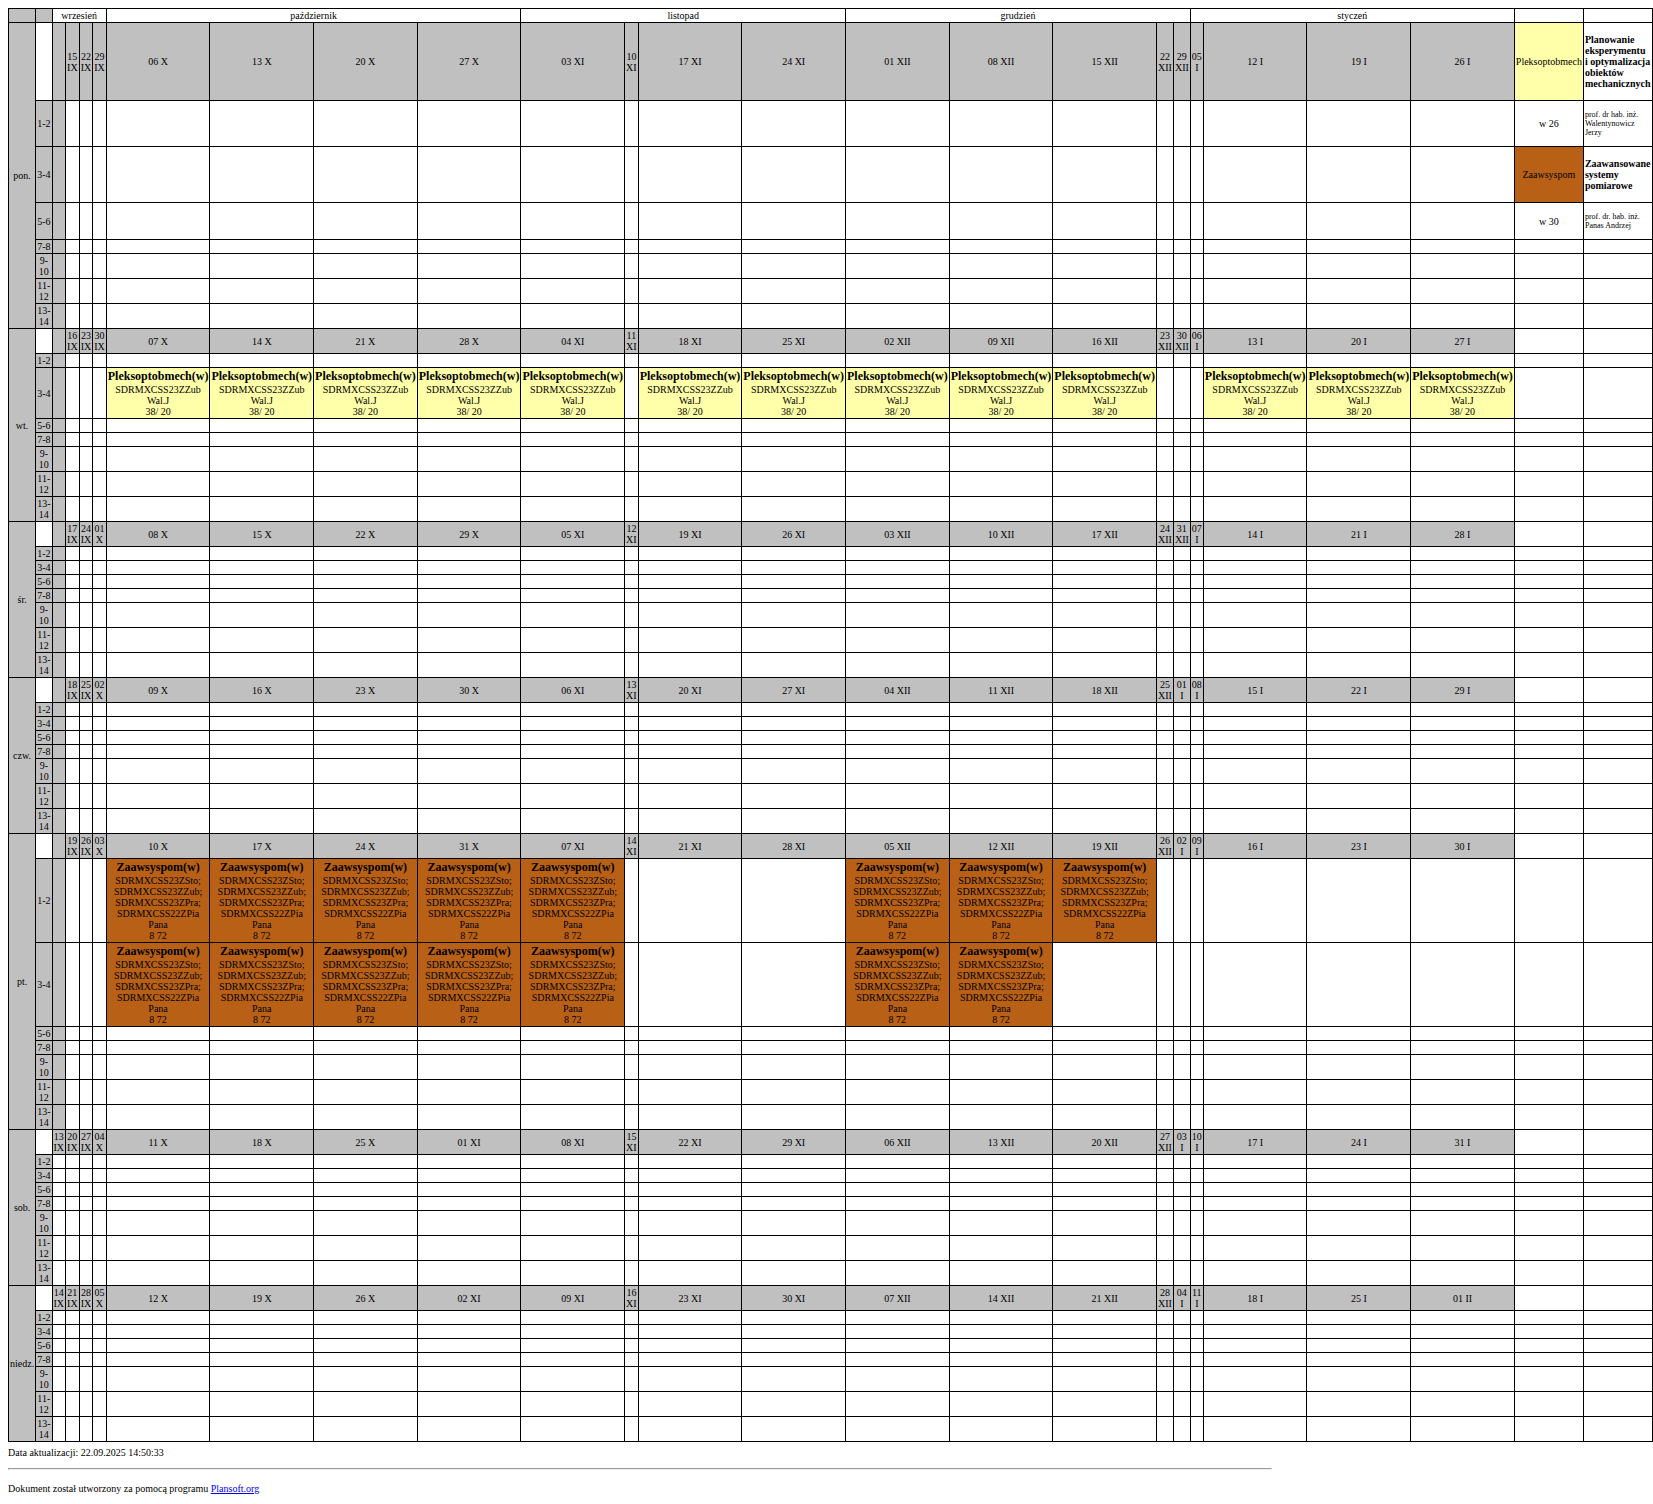 wrzesień październik listopad grudzień styczeń
pon. 15 IX 22 IX 29 IX 06 X 13 X 20 X 27 X 03 XI 10 XI 17 XI 24 XI 01 XII 08 XII 15 XII 22 XII 29 XII 05 I 12 I 19 I 26 I Pleksoptobmech Planowanie eksperymentu i optymalizacja obiektów mechanicznych
1-2 w 26 prof. dr hab. inż. Walentynowicz Jerzy
3-4 Zaawsyspom Zaawansowane systemy pomiarowe
5-6 w 30 prof. dr. hab. inż. Panas Andrzej
7-8
9-10
11-12
13-14
wt. 16 IX 23 IX 30 IX 07 X 14 X 21 X 28 X 04 XI 11 XI 18 XI 25 XI 02 XII 09 XII 16 XII 23 XII 30 XII 06 I 13 I 20 I 27 I
1-2
3-4 Pleksoptobmech(w) Pleksoptobmech(w) Pleksoptobmech(w) Pleksoptobmech(w) Pleksoptobmech(w) Pleksoptobmech(w) Pleksoptobmech(w) Pleksoptobmech(w) Pleksoptobmech(w) Pleksoptobmech(w) Pleksoptobmech(w) Pleksoptobmech(w) Pleksoptobmech(w)
SDRMXCSS23ZZub SDRMXCSS23ZZub SDRMXCSS23ZZub SDRMXCSS23ZZub SDRMXCSS23ZZub SDRMXCSS23ZZub SDRMXCSS23ZZub SDRMXCSS23ZZub SDRMXCSS23ZZub SDRMXCSS23ZZub SDRMXCSS23ZZub SDRMXCSS23ZZub SDRMXCSS23ZZub
Wal.J Wal.J Wal.J Wal.J Wal.J Wal.J Wal.J Wal.J Wal.J Wal.J Wal.J Wal.J Wal.J
38/ 20 38/ 20 38/ 20 38/ 20 38/ 20 38/ 20 38/ 20 38/ 20 38/ 20 38/ 20 38/ 20 38/ 20 38/ 20
5-6
7-8
9-10
11-12
13-14
śr. 17 IX 24 IX 01 X 08 X 15 X 22 X 29 X 05 XI 12 XI 19 XI 26 XI 03 XII 10 XII 17 XII 24 XII 31 XII 07 I 14 I 21 I 28 I
1-2
3-4
5-6
7-8
9-10
11-12
13-14
czw. 18 IX 25 IX 02 X 09 X 16 X 23 X 30 X 06 XI 13 XI 20 XI 27 XI 04 XII 11 XII 18 XII 25 XII 01 I 08 I 15 I 22 I 29 I
1-2
3-4
5-6
7-8
9-10
11-12
13-14
pt. 19 IX 26 IX 03 X 10 X 17 X 24 X 31 X 07 XI 14 XI 21 XI 28 XI 05 XII 12 XII 19 XII 26 XII 02 I 09 I 16 I 23 I 30 I
1-2 Zaawsyspom(w) Zaawsyspom(w) Zaawsyspom(w) Zaawsyspom(w) Zaawsyspom(w) Zaawsyspom(w) Zaawsyspom(w) Zaawsyspom(w)
SDRMXCSS23ZSto; SDRMXCSS23ZSto; SDRMXCSS23ZSto; SDRMXCSS23ZSto; SDRMXCSS23ZSto; SDRMXCSS23ZSto; SDRMXCSS23ZSto; SDRMXCSS23ZSto;
SDRMXCSS23ZZub; SDRMXCSS23ZZub; SDRMXCSS23ZZub; SDRMXCSS23ZZub; SDRMXCSS23ZZub; SDRMXCSS23ZZub; SDRMXCSS23ZZub; SDRMXCSS23ZZub;
SDRMXCSS23ZPra; SDRMXCSS23ZPra; SDRMXCSS23ZPra; SDRMXCSS23ZPra; SDRMXCSS23ZPra; SDRMXCSS23ZPra; SDRMXCSS23ZPra; SDRMXCSS23ZPra;
SDRMXCSS22ZPia SDRMXCSS22ZPia SDRMXCSS22ZPia SDRMXCSS22ZPia SDRMXCSS22ZPia SDRMXCSS22ZPia SDRMXCSS22ZPia SDRMXCSS22ZPia
Pana Pana Pana Pana Pana Pana Pana Pana
8 72 8 72 8 72 8 72 8 72 8 72 8 72 8 72
3-4 Zaawsyspom(w) Zaawsyspom(w) Zaawsyspom(w) Zaawsyspom(w) Zaawsyspom(w) Zaawsyspom(w) Zaawsyspom(w)
SDRMXCSS23ZSto; SDRMXCSS23ZSto; SDRMXCSS23ZSto; SDRMXCSS23ZSto; SDRMXCSS23ZSto; SDRMXCSS23ZSto; SDRMXCSS23ZSto;
SDRMXCSS23ZZub; SDRMXCSS23ZZub; SDRMXCSS23ZZub; SDRMXCSS23ZZub; SDRMXCSS23ZZub; SDRMXCSS23ZZub; SDRMXCSS23ZZub;
SDRMXCSS23ZPra; SDRMXCSS23ZPra; SDRMXCSS23ZPra; SDRMXCSS23ZPra; SDRMXCSS23ZPra; SDRMXCSS23ZPra; SDRMXCSS23ZPra;
SDRMXCSS22ZPia SDRMXCSS22ZPia SDRMXCSS22ZPia SDRMXCSS22ZPia SDRMXCSS22ZPia SDRMXCSS22ZPia SDRMXCSS22ZPia
Pana Pana Pana Pana Pana Pana Pana
8 72 8 72 8 72 8 72 8 72 8 72 8 72
5-6
7-8
9-10
11-12
13-14
sob. 13 IX 20 IX 27 IX 04 X 11 X 18 X 25 X 01 XI 08 XI 15 XI 22 XI 29 XI 06 XII 13 XII 20 XII 27 XII 03 I 10 I 17 I 24 I 31 I
1-2
3-4
5-6
7-8
9-10
11-12
13-14
niedz. 14 IX 21 IX 28 IX 05 X 12 X 19 X 26 X 02 XI 09 XI 16 XI 23 XI 30 XI 07 XII 14 XII 21 XII 28 XII 04 I 11 I 18 I 25 I 01 II
1-2
3-4
5-6
7-8
9-10
11-12
13-14
Data aktualizacji: 22.09.2025 14:50:33
Dokument został utworzony za pomocą programu Plansoft.org